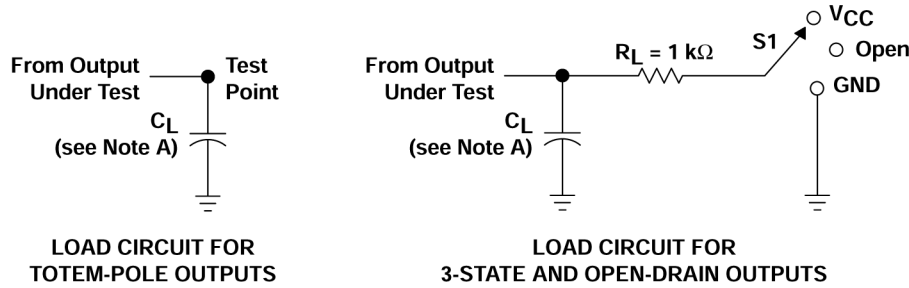 From Output
Under Test
Test
Point
CL
(see Note A)
LOAD CIRCUIT FOR
TOTEM-POLE OUTPUTS
From Output
Under Test
RL = 1 kΩ
S1
VCC
Open
GND
CL
(see Note A)
LOAD CIRCUIT FOR
3-STATE AND OPEN-DRAIN OUTPUTS